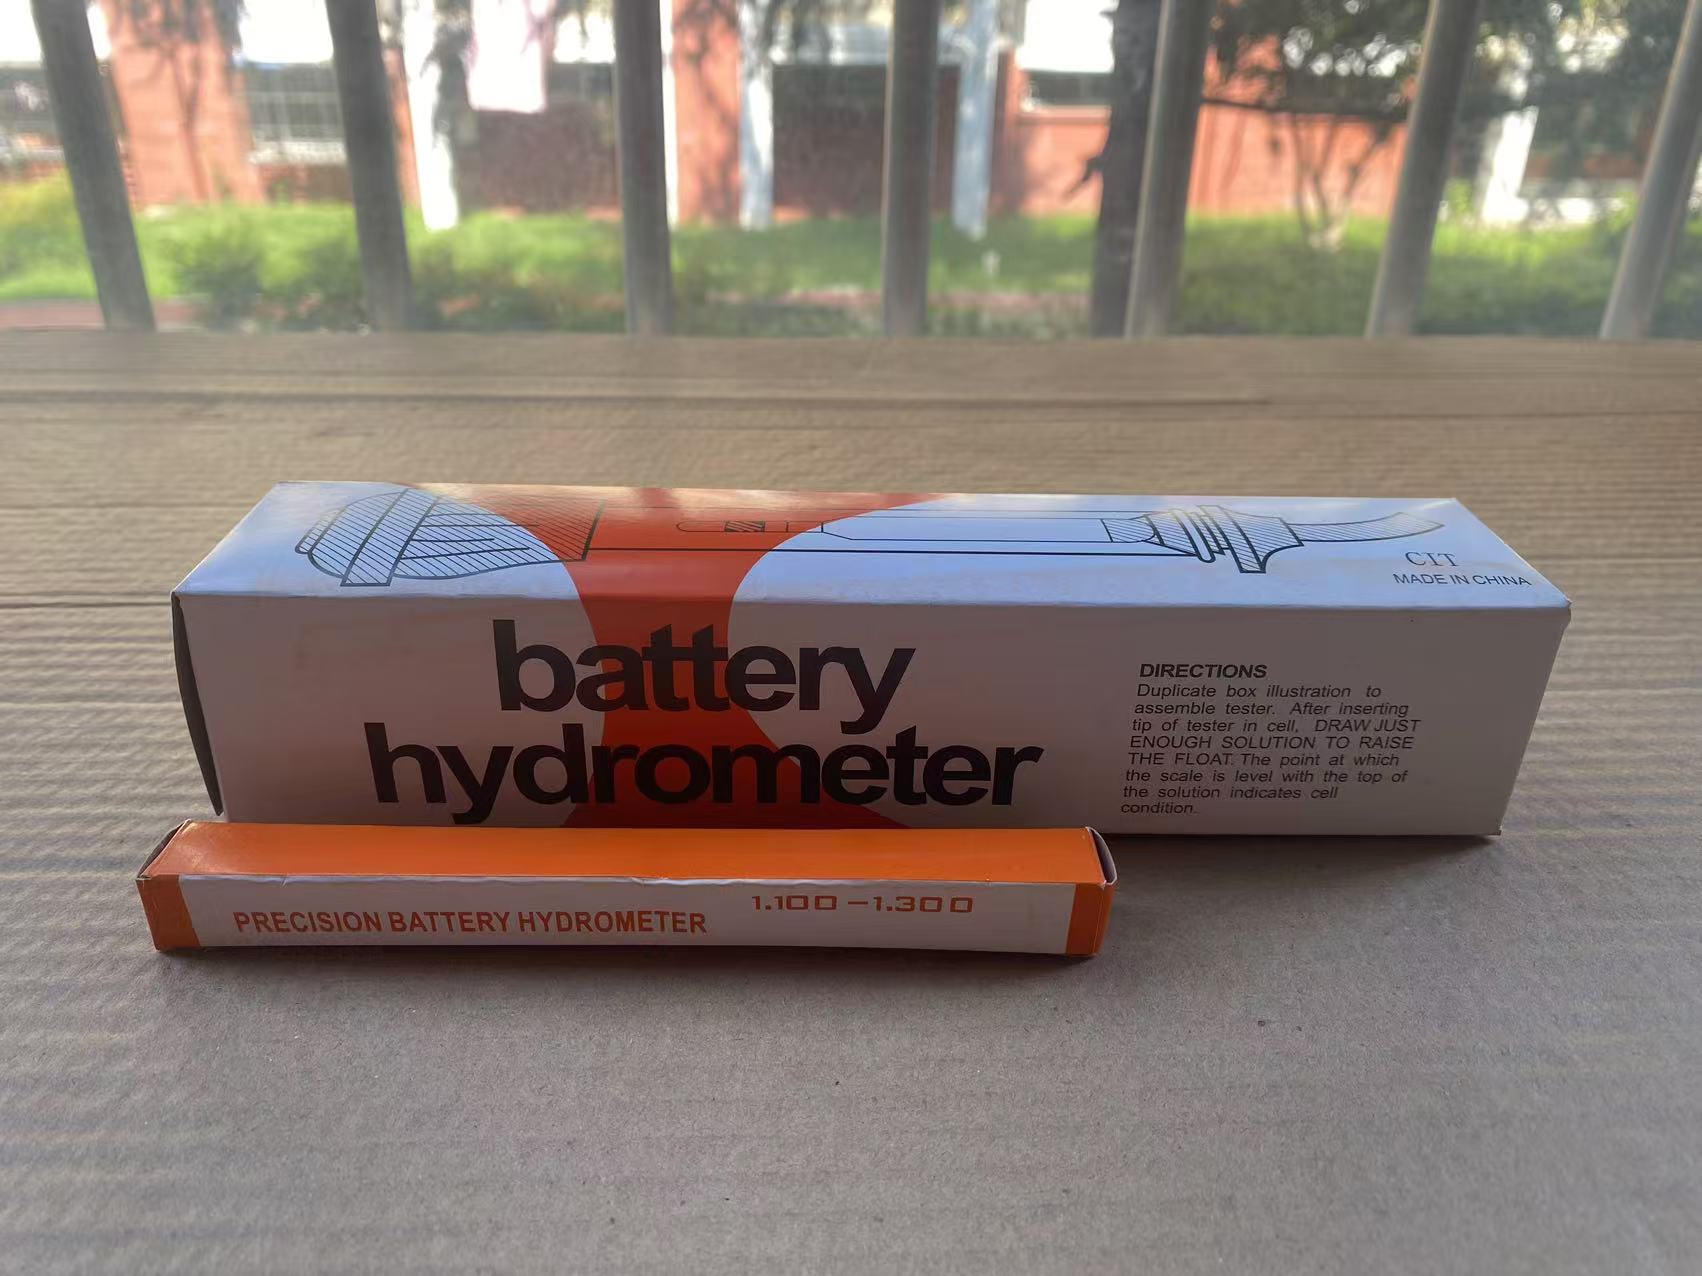 CIT
MADE IN CHINA
battery
hydrometer
DIRECTIONS
Duplicate box illustration to
assemble tester. After inserting
tip of tester in cell, DRAW JUST
ENOUGH SOLUTION TO RAISE
THE FLOAT. The point at which
the scale is level with the top of
the solution indicates cell
condition.
PRECISION BATTERY HYDROMETER 1.100-1.300